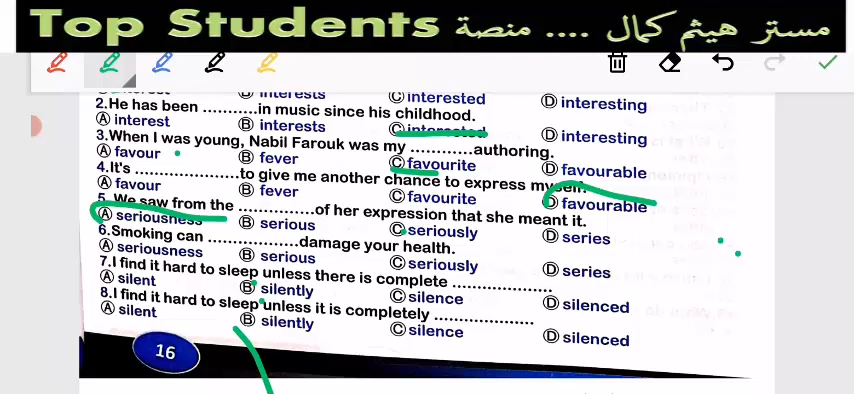 Top Students مستر هيثم كمال .... منصة
interest Ⓑ interests Ⓒ interested Ⓓ interesting
2.He has been ...........in music since his childhood.
Ⓐ interest Ⓑ interests Ⓒ interested Ⓓ interesting
3.When I was young, Nabil Farouk was my ............authoring.
Ⓐ favour Ⓑ fever Ⓒ favourite Ⓓ favourable
4.It's ....................to give me another chance to express myself.
Ⓐ favour Ⓑ fever Ⓒ favourite Ⓓ favourable
5. We saw from the ...............of her expression that she meant it.
Ⓐ seriousness Ⓑ serious Ⓒ seriously Ⓓ series
6.Smoking can ..................damage your health.
Ⓐ seriousness Ⓑ serious Ⓒ seriously Ⓓ series
7.I find it hard to sleep unless there is complete ....................
Ⓐ silent Ⓑ silently Ⓒ silence Ⓓ silenced
8.I find it hard to sleep unless it is completely ....................
Ⓐ silent Ⓑ silently Ⓒ silence Ⓓ silenced
16